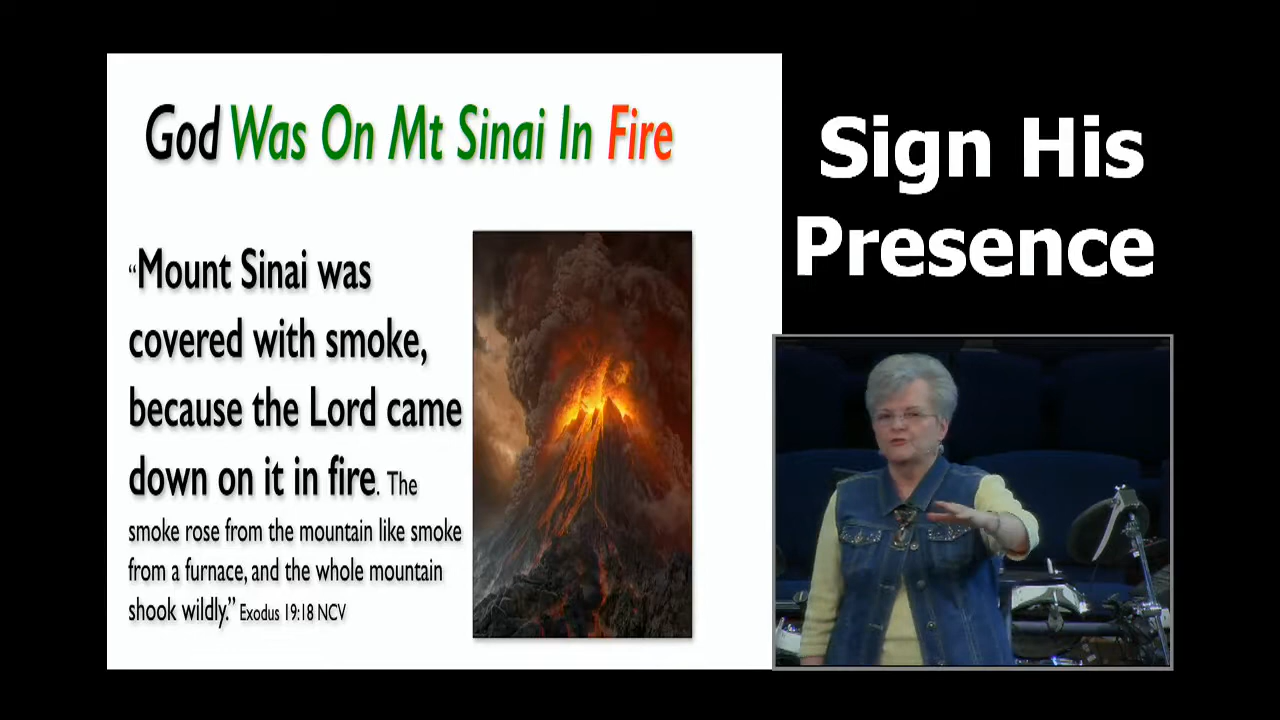 God Was On Mt Sinai In Fire
“Mount Sinai was
covered with smoke,
because the Lord came
down on it in fire. The
smoke rose from the mountain like smoke
from a furnace, and the whole mountain
shook wildly.” Exodus 19:18 NCV
Sign His
Presence